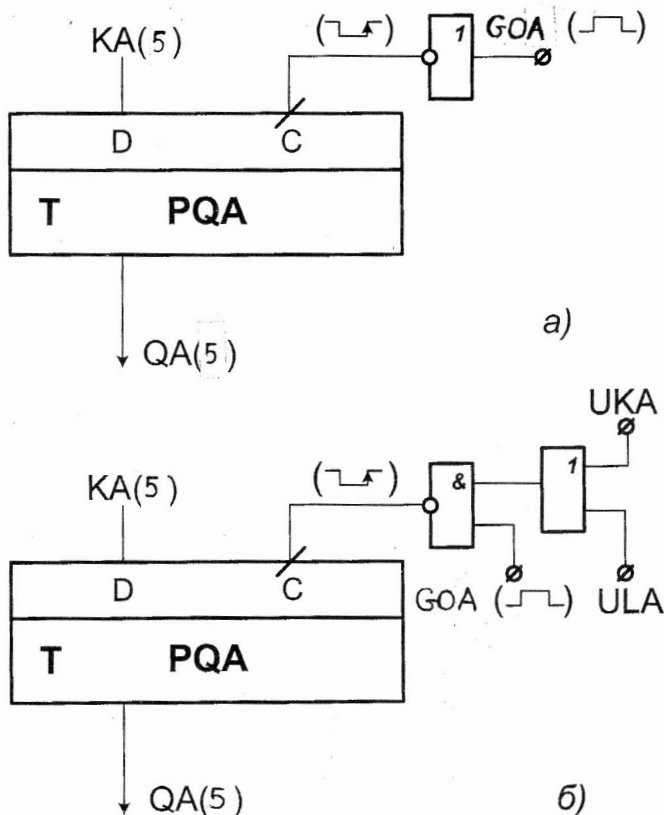 KA(5)
1
GOA
D
C
T PQA
QA(5)
а)
UKA
KA(5)
&
1
GOA
ULA
D
C
T PQA
QA(5)
б)